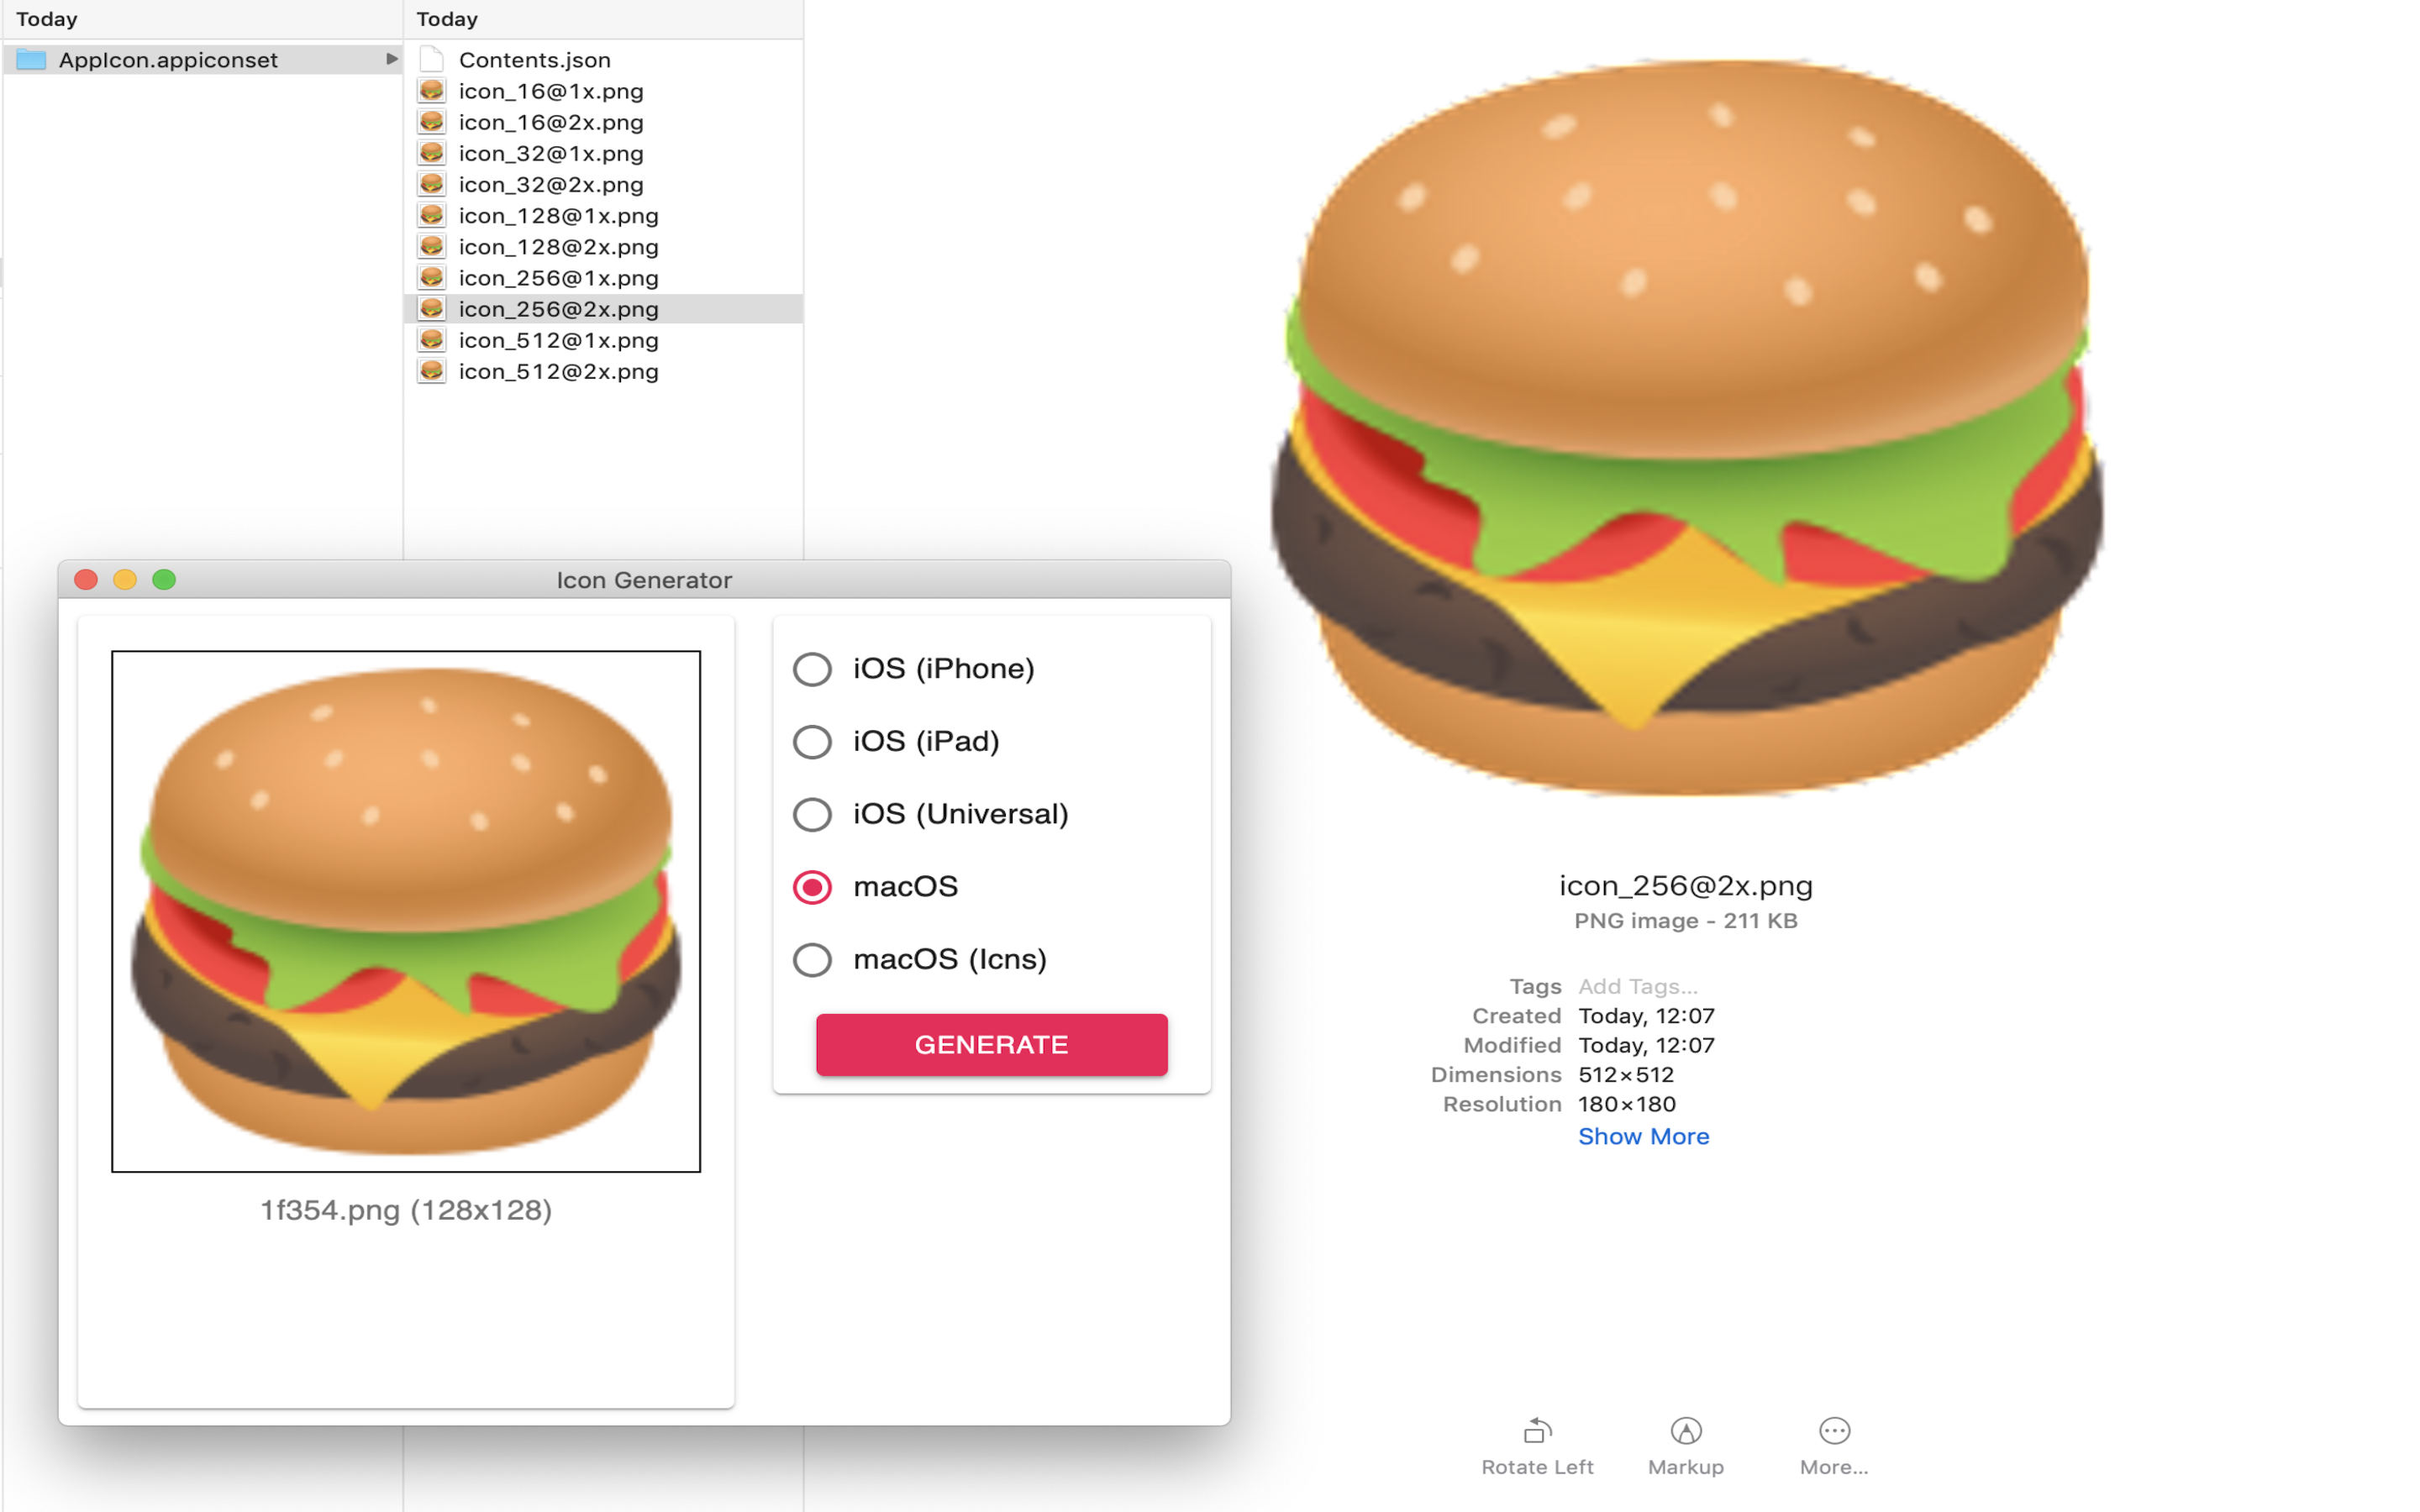 Today
AppIcon.appiconset
Today
Contents.json
icon_16@1x.png
icon_16@2x.png
icon_32@1x.png
icon_32@2x.png
icon_128@1x.png
icon_128@2x.png
icon_256@1x.png
icon_256@2x.png
icon_512@1x.png
icon_512@2x.png
Icon Generator
1f354.png (128x128)
iOS (iPhone)
iOS (iPad)
iOS (Universal)
macOS
macOS (Icns)
GENERATE
icon_256@2x.png
PNG image - 211 KB
Tags Add Tags...
Created Today, 12:07
Modified Today, 12:07
Dimensions 512×512
Resolution 180×180
Show More
Rotate Left
Markup
More...